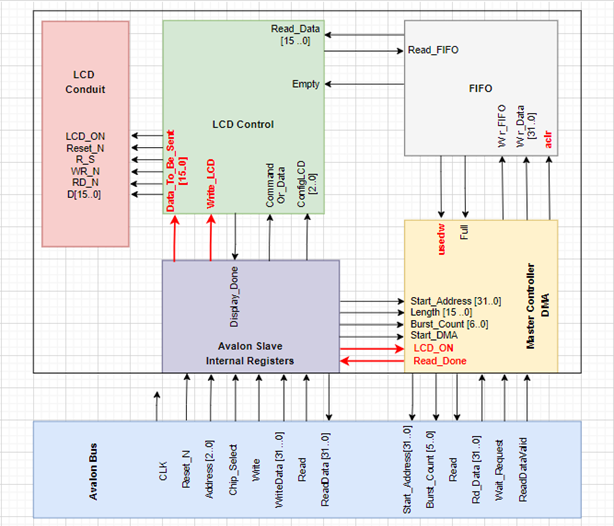 LCD
Conduit
LCD_ON
Reset_N
R_S
WR_N
RD_N
D[15..0]
Read_Data
[15 ..0]
Empty
LCD Control
Data_To_Be_Sent
[15..0]
Write_LCD
Command
Or_Data
ConfigLCD
[2..0]
Read_FIFO
FIFO
Wr_FIFO
Wr_Data
[31..0]
aclr
usedw
Full
Display_Done
Avalon Slave
Internal Registers
Start_Address [31..0]
Length [15 ..0]
Burst_Count [6..0]
Start_DMA
LCD_ON
Read_Done
Master Controller
DMA
Avalon Bus
CLK
Reset_N
Address [2..0]
Chip_Select
Write
WriteData [31...0]
Read
ReadData [31..0]
Start_Address[31..0]
Burst_Count [5..0]
Read
Rd_Data [31..0]
Wait_Request
ReadDataValid